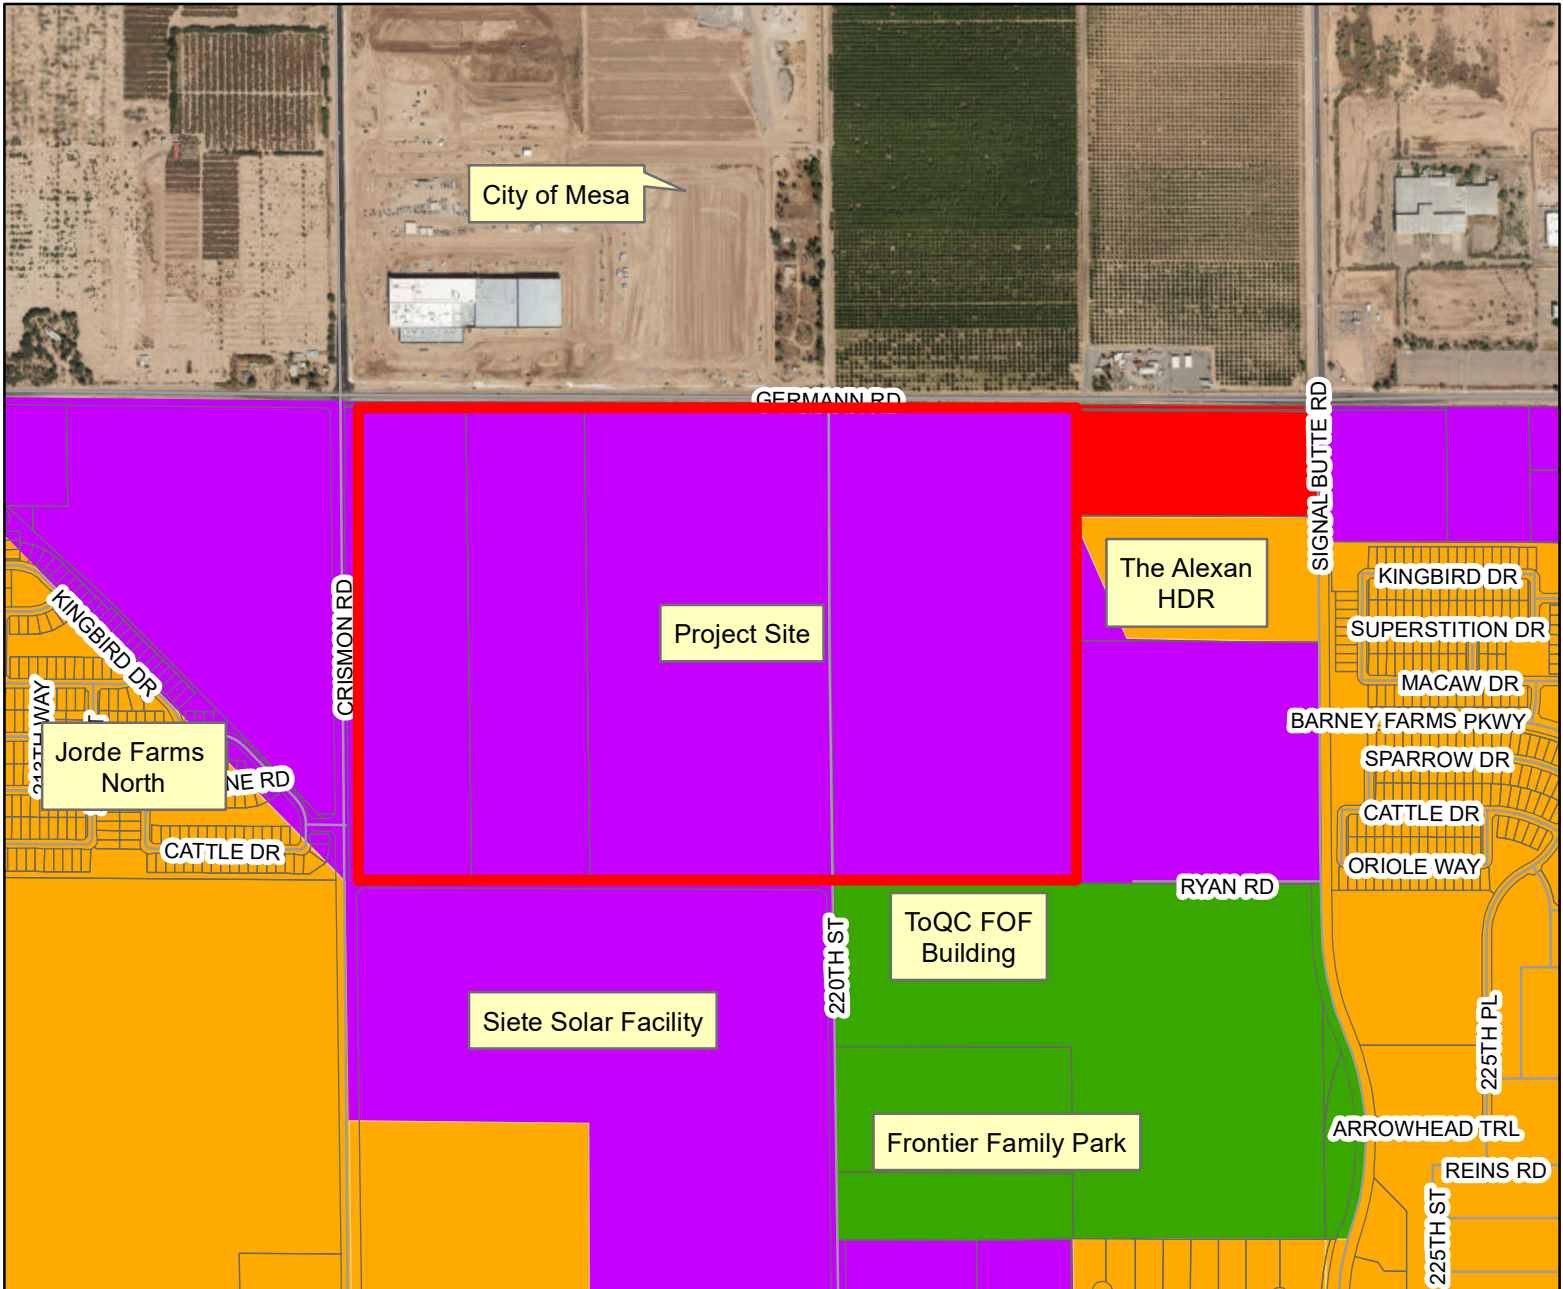 City of Mesa
GERMANN RD
SIGNAL BUTTE RD
The Alexan
HDR
KINGBIRD DR
KINGBIRD DR
CRISMON RD
Project Site
SUPERSTITION DR
MACAW DR
BARNEY FARMS PKWY
Jorde Farms
North
NE RD
SPARROW DR
CATTLE DR
CATTLE DR
ORIOLE WAY
RYAN RD
ToQC FOF
Building
220TH ST
Siete Solar Facility
225TH PL
Frontier Family Park
ARROWHEAD TRL
REINS RD
225TH ST